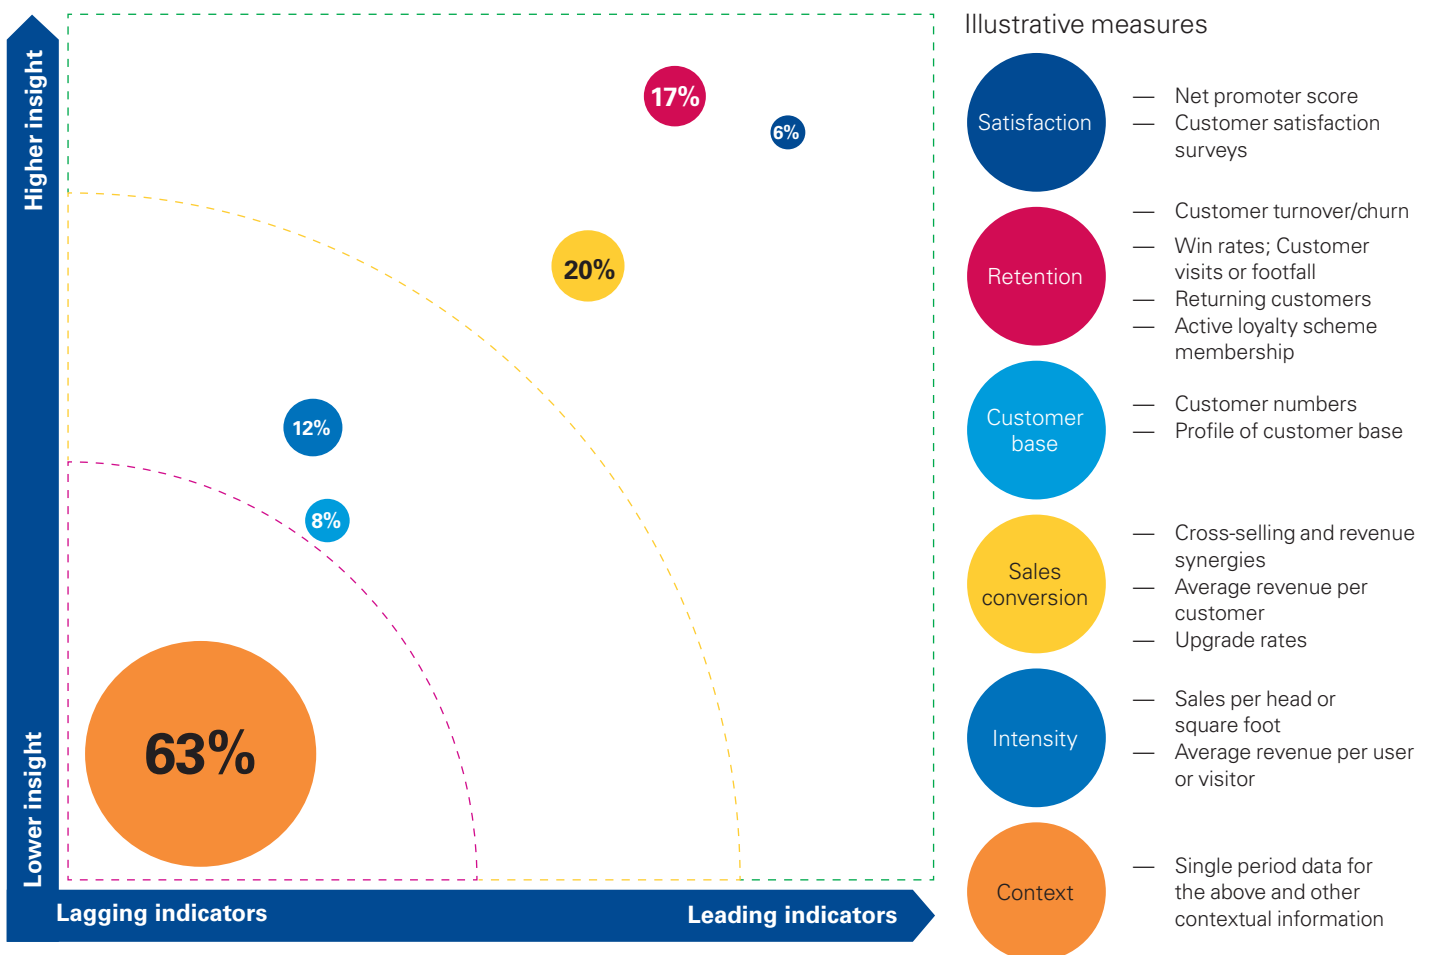 Higher insight
Lower insight
Lagging indicators
Leading indicators
17%
6%
20%
12%
8%
63%
Illustrative measures
Satisfaction
— Net promoter score
— Customer satisfaction
surveys
Retention
— Customer turnover/churn
— Win rates; Customer
visits or footfall
— Returning customers
— Active loyalty scheme
membership
Customer
base
— Customer numbers
— Profile of customer base
Sales
conversion
— Cross-selling and revenue
synergies
— Average revenue per
customer
— Upgrade rates
Intensity
— Sales per head or
square foot
— Average revenue per user
or visitor
Context
— Single period data for
the above and other
contextual information